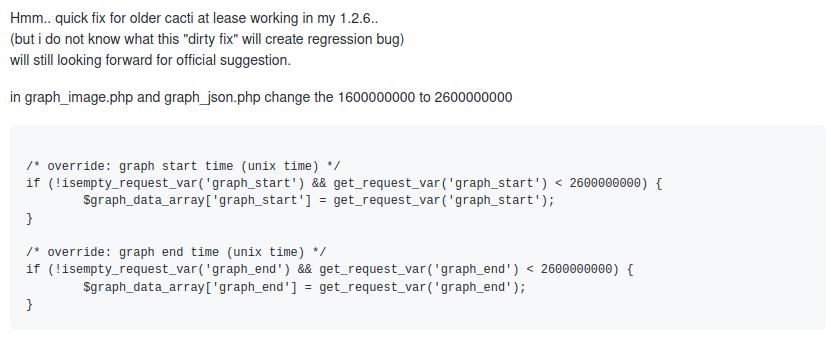 Hmm.. quick fix for older cacti at lease working in my 1.2.6..
(but i do not know what this "dirty fix" will create regression bug)
will still looking forward for official suggestion.
in graph_image.php and graph_json.php change the 1600000000 to 2600000000
/* override: graph start time (unix time) */
if (!isempty_request_var('graph_start') && get_request_var('graph_start') < 2600000000) {
        $graph_data_array['graph_start'] = get_request_var('graph_start');
}
/* override: graph end time (unix time) */
if (!isempty_request_var('graph_end') && get_request_var('graph_end') < 2600000000) {
        $graph_data_array['graph_end'] = get_request_var('graph_end');
}